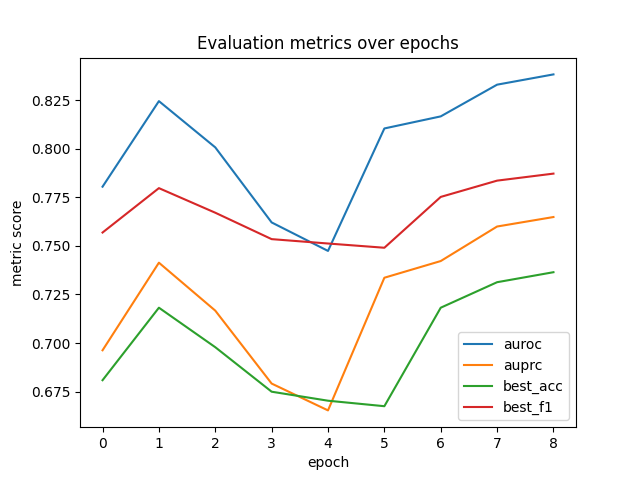 Evaluation metrics over epochs
metric score
0.825
0.800
0.775
0.750
0.725
0.700
0.675
0 1 2 3 4 5 6 7 8
epoch
auroc
auprc
best_acc
best_f1